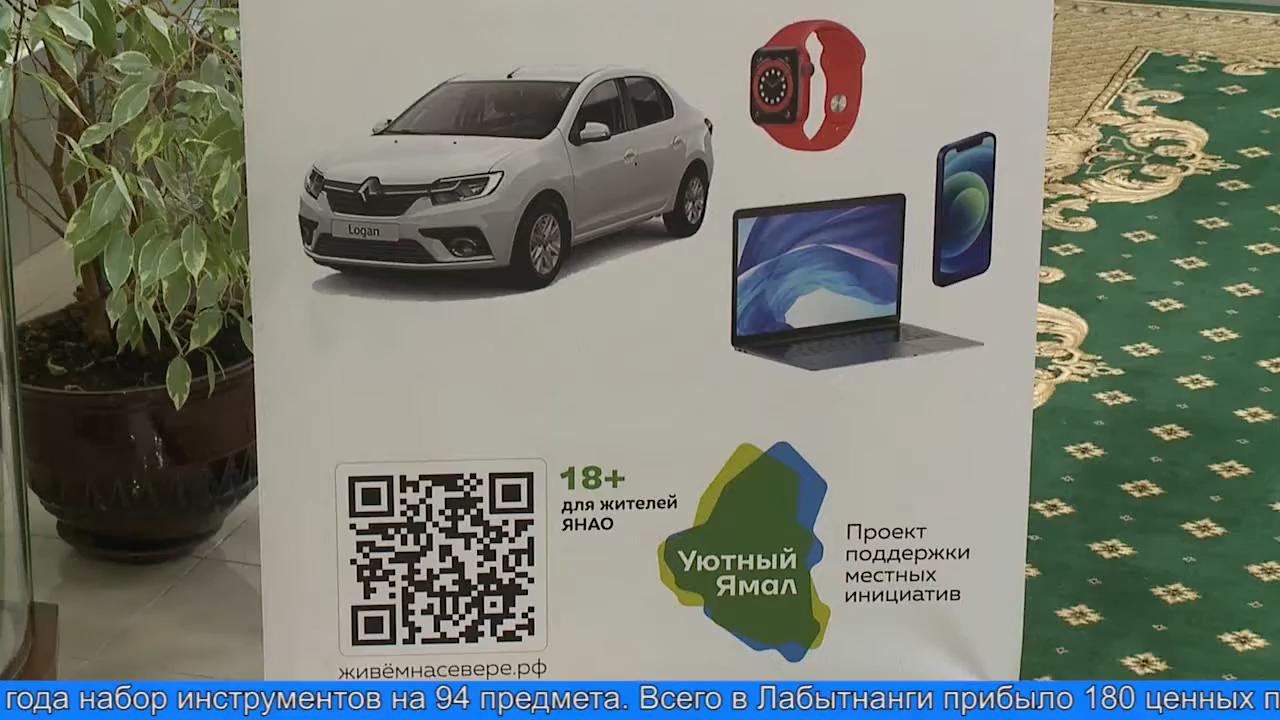 Logan
18+
для жителей
ЯНАО
Уютный
Ямал
Проект
поддержки
местных
инициатив
живёмнасевере.рф
года набор инструментов на 94 предмета. Всего в Лабытнанги прибыло 180 ценных